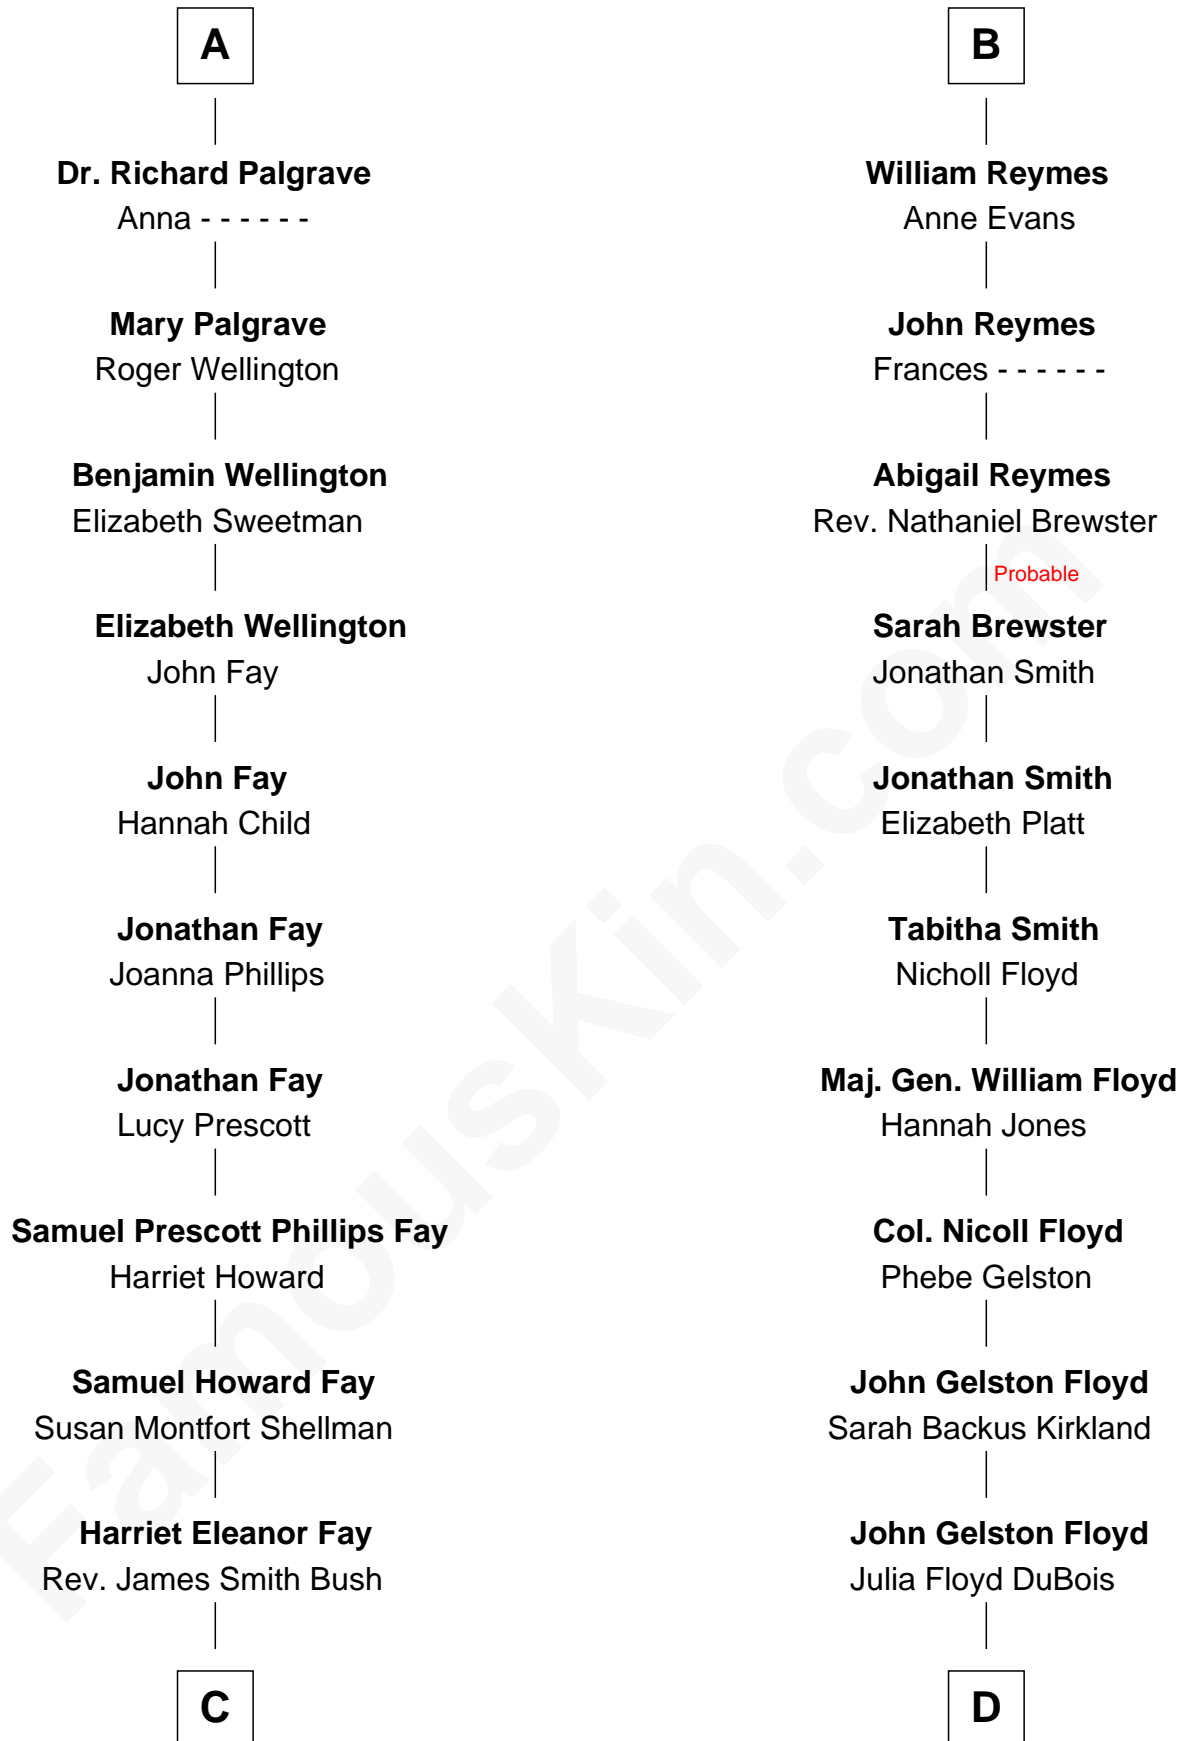 A
B
Dr. Richard Palgrave
Anna - - - - - -
William Reymes
Anne Evans
Mary Palgrave
Roger Wellington
John Reymes
Frances - - - - - -
Benjamin Wellington
Elizabeth Sweetman
Abigail Reymes
Rev. Nathaniel Brewster
Probable
Elizabeth Wellington
John Fay
Sarah Brewster
Jonathan Smith
John Fay
Hannah Child
Jonathan Smith
Elizabeth Platt
Jonathan Fay
Joanna Phillips
Tabitha Smith
Nicholl Floyd
Jonathan Fay
Lucy Prescott
Maj. Gen. William Floyd
Hannah Jones
Samuel Prescott Phillips Fay
Harriet Howard
Col. Nicoll Floyd
Phebe Gelston
Samuel Howard Fay
Susan Montfort Shellman
John Gelston Floyd
Sarah Backus Kirkland
Harriet Eleanor Fay
Rev. James Smith Bush
John Gelston Floyd
Julia Floyd DuBois
C
D
FamousKin.com